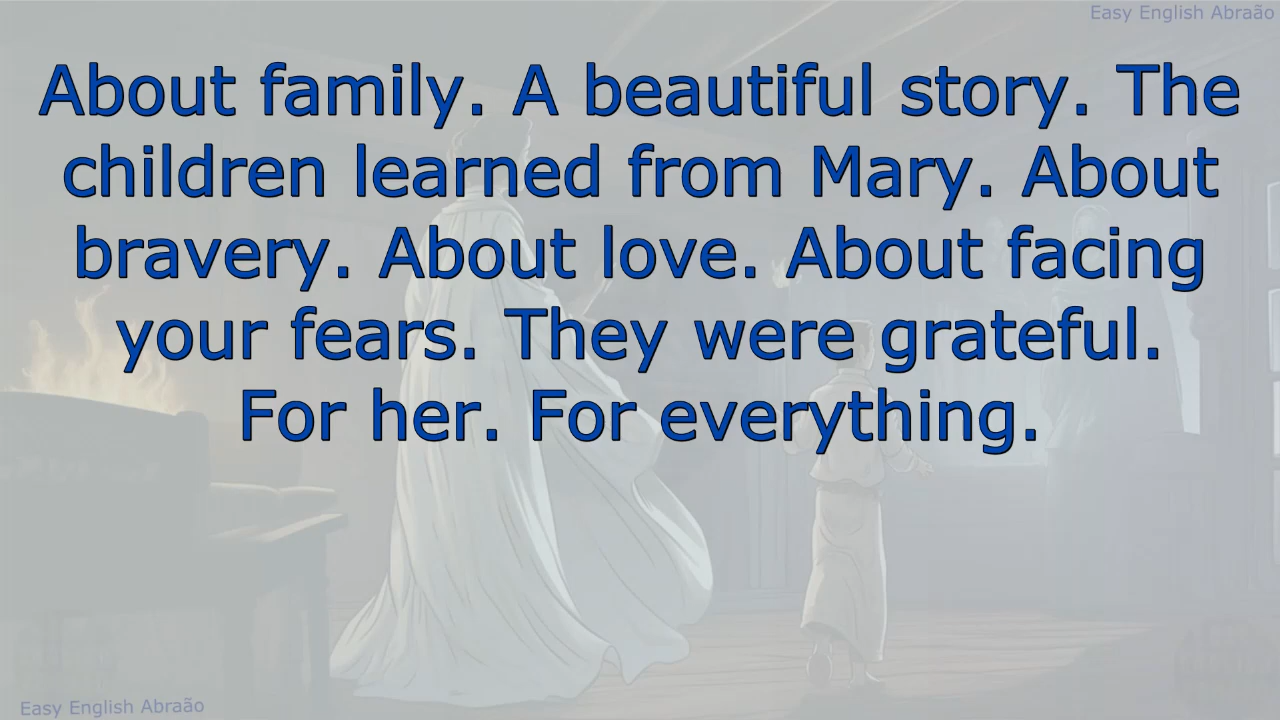 Easy English Abraão
About family. A beautiful story. The
children learned from Mary. About
bravery. About love. About facing
your fears. They were grateful.
For her. For everything.
Easy English Abraão